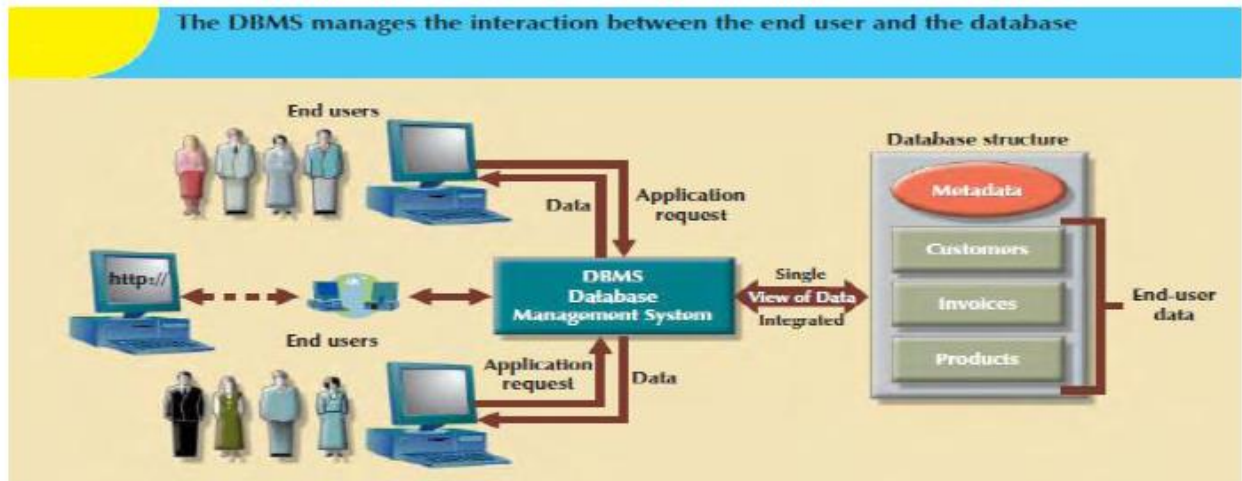 The DBMS manages the interaction between the end user and the database
End users
Database structure
Metadata
Data
Application
request
Customers
http://
DBMS
Database
Management System
Single
View of Data
Integrated
Invoices
End-user
data
End users
Products
Application
request
Data